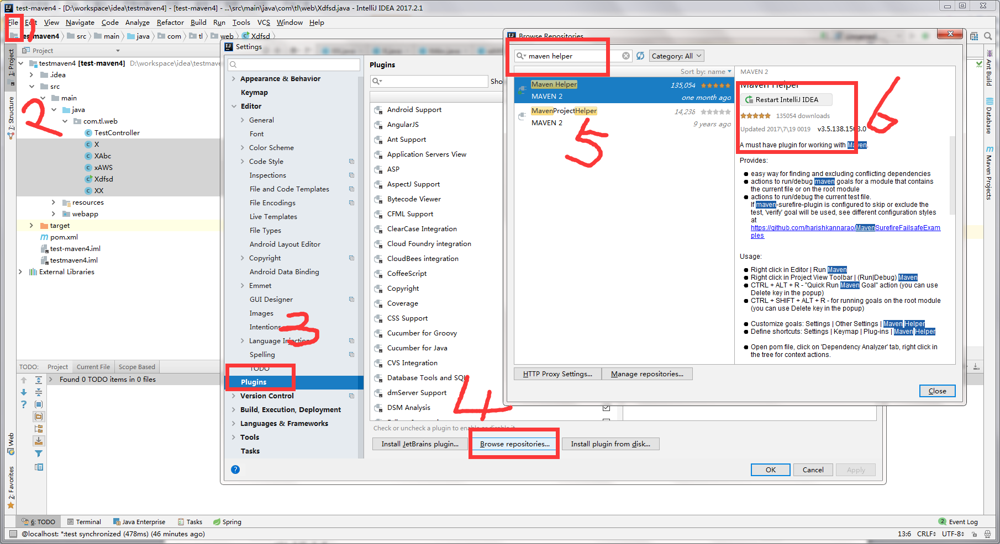 test-maven4 - [D:\workspace\idea\testmaven4] - [test-maven4] - ...\src\main\java\com\tl\web\Xdfsd.java - IntelliJ IDEA 2017.2.1
File Edit View Navigate Code Analyze Refactor Build Run Tools VCS Window Help
1
testmaven4 src main java com tl web Xdfsd
1: Project
7: Structure
Web
2: Favorites
Project
testmaven4 [test-maven4] D:\workspace\idea\testmave
.idea
src
main
java
com.tl.web
TestController
X
XAbc
xAWS
Xdfsd
XX
resources
webapp
target
pom.xml
test-maven4.iml
testmaven4.iml
External Libraries
2
TODO: Project Current File Scope Based
Found 0 TODO items in 0 files
Settings
Appearance & Behavior
Keymap
Editor
General
Font
Color Scheme
Code Style
Inspections
File and Code Templates
File Encodings
Live Templates
File Types
Android Layout Editor
Copyright
Android Data Binding
Emmet
GUI Designer
Images
Intentions
Language Injections
Spelling
TODO
Plugins
Version Control
Build, Execution, Deployment
Languages & Frameworks
Tools
Tasks
3
Plugins
Sho
Android Support
AngularJS
Ant Support
Application Servers View
ASP
AspectJ Support
Bytecode Viewer
CFML Support
ClearCase Integration
Cloud Foundry integration
CloudBees integration
CoffeeScript
Copyright
Coverage
CSS Support
Cucumber for Groovy
Cucumber for Java
CVS Integration
Database Tools and SQL
dmServer Support
DSM Analysis
4
Check or uncheck a plugin to enable or disable it.
Install JetBrains plugin... Browse repositories... Install plugin from disk...
OK Cancel Apply
Browse Repositories
maven helper
Category: All
Sort by: name
Maven Helper 135,054
MAVEN 2 one month ago
MavenProjectHelper 14,238
MAVEN 2 9 years ago
5
MAVEN 2
Maven Helper
Restart IntelliJ IDEA
135054 downloads
Updated 2017\7\19 0019 v3.5.138.1508.0
6
A must have plugin for working with Maven.
Provides:
easy way for finding and excluding conflicting dependencies
actions to run/debug maven goals for a module that contains
the current file or on the root module
actions to run/debug the current test file.
If maven-surefire-plugin is configured to skip or exclude the
test, 'verify' goal will be used, see different configuration styles
at
https://github.com/harishkannarao/MavenSurefireFailsafeExam
ples
Usage:
Right click in Editor | Run Maven
Right click in Project View Toolbar | (Run|Debug) Maven
CTRL + ALT + R - "Quick Run Maven Goal" action (you can use
Delete key in the popup)
CTRL + SHIFT + ALT + R - for running goals on the root module
(you can use Delete key in the popup)
Customize goals: Settings | Other Settings | Maven Helper
Define shortcuts: Settings | Keymap | Plug-ins | Maven Helper
Open pom file, click on 'Dependency Analyzer' tab, right click in
the tree for context actions.
HTTP Proxy Settings... Manage repositories...
Close
Ant Build
Database
Maven Projects
6: TODO Terminal Java Enterprise Tasks Spring
2 Event Log
@localhost: *:test synchronized (478ms) (46 minutes ago)
13:6 CRLF UTF-8